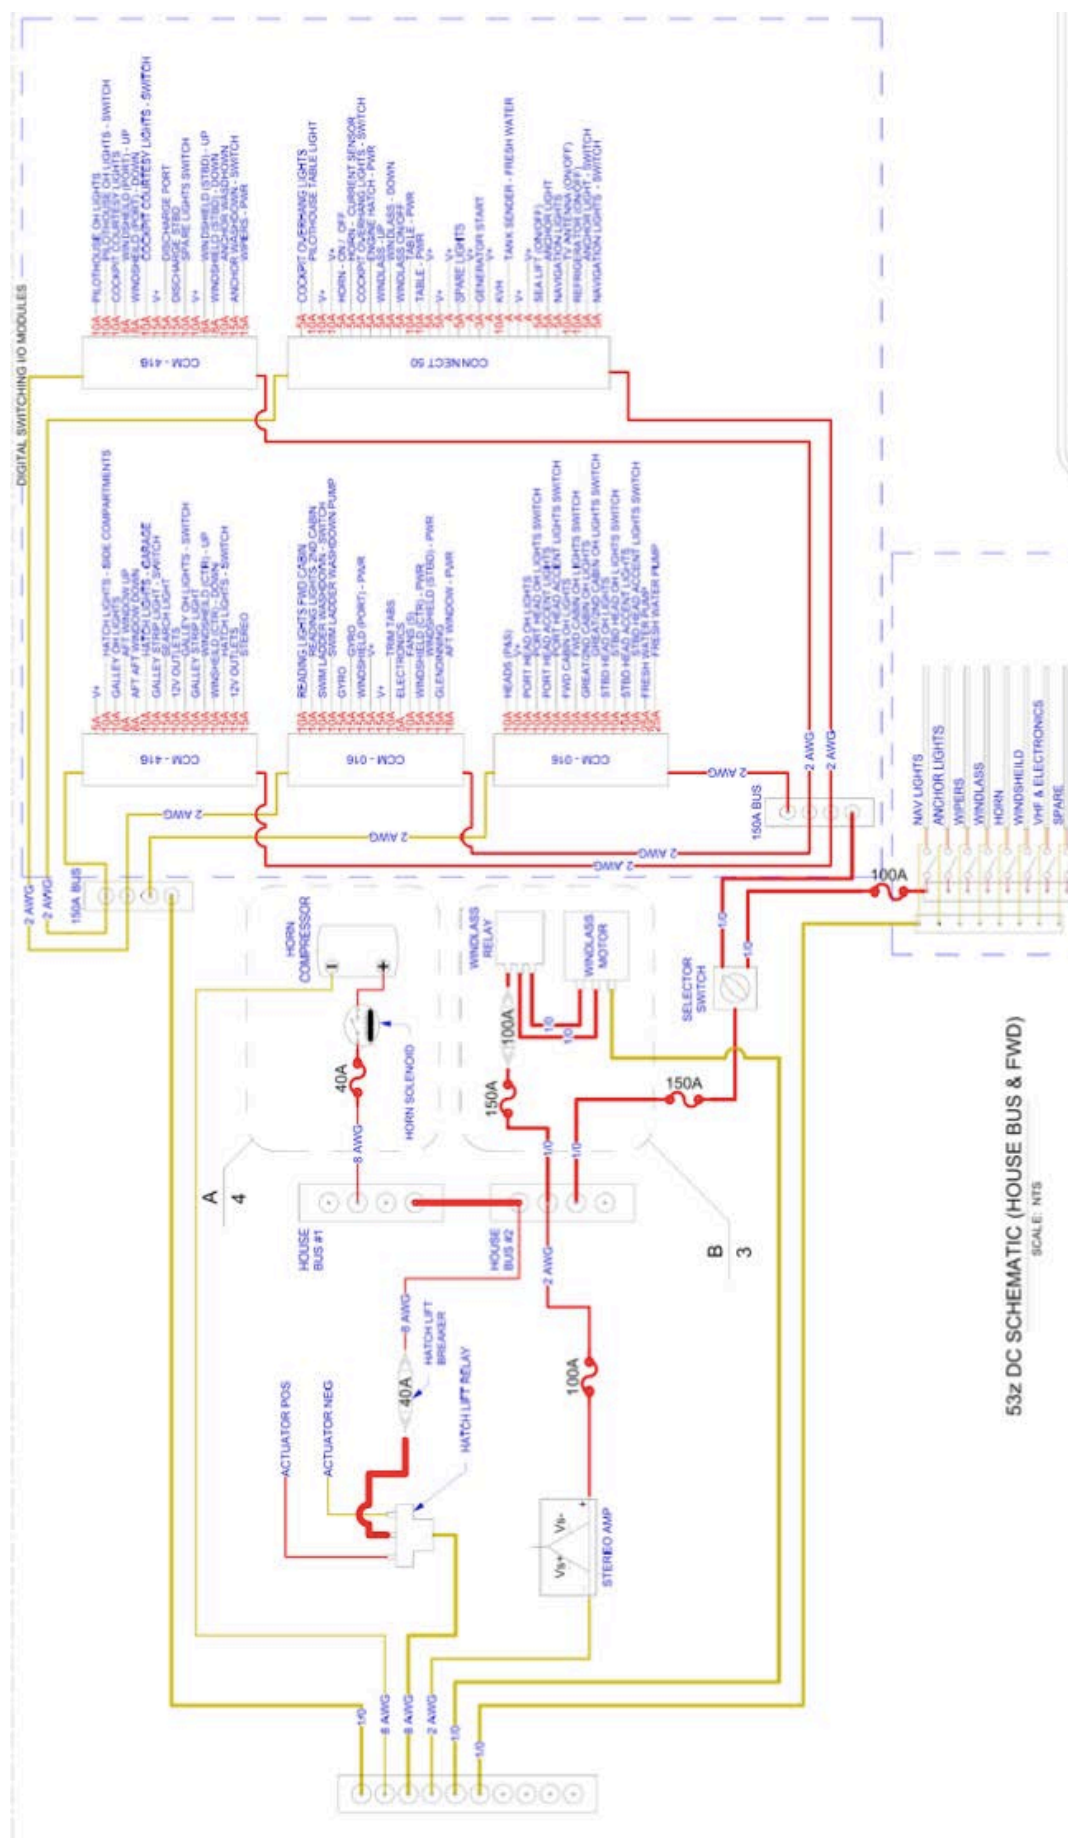 DIGITAL SWITCHING I/O MODULES
10A PILOTHOUSE OH LIGHTS
10A PILOTHOUSE OH LIGHTS - SWITCH
10A COCKPIT COURTESY LIGHTS
WINDSHIELD (PORT) - UP
WINDSHEILD (PORT) - DOWN
COCKPIT COURTESY LIGHTS - SWITCH
V+
DISCHARGE PORT
DISCHARGE STBD
SPARE LIGHTS SWITCH
V+
WINDSHIELD (STBD) - UP
WINDSHIELD (STBD) - DOWN
ANCHOR WASDHOWN
ANCHOR WASHDOWN - SWITCH
15A WIPERS - PWR
CCM - 416
COCKPIT OVERHANG LIGHTS
PILOTHOUSE TABLE LIGHT
V+
V+
HORN - ON / OFF
HORN - CURRENT SENSOR
COCKPIT OVERHANG LIGHTS - SWITCH
ENGINE HATCH - PWR
WINDLASS - UP
WINDLASS - DOWN
WINDLASS ON/OFF
TABLE - PWR
TABLE - PWR
V+
V+
V+
SPARE LIGHTS
V+
GENERATOR START
V+
KVH
TANK SENDER - FRESH WATER
V+
V+
SEA LIFT (ON/OFF)
ANCHOR LIGHT
NAVIGATION LIGHTS
TV ANTENNA (ON/OFF)
REFRIGERATOR (ON/OFF)
ANCHOR LIGHT - SWITCH
NAVIGATION LIGHTS - SWITCH
CONNECT 50
V+
HATCH LIGHTS - SIDE COMPARTMENTS
GALLEY OH LIGHTS
AFT WINDOW UP
AFT WINDOW DOWN
HATCH LIGHTS - GARAGE
GALLEY STRIP LIGHT - SWITCH
SEARCH LIGHT
12V OUTLETS
GALLEY OH LIGHTS - SWITCH
GALLEY STRIP LIGHT
WINDSHEILD (CTR) - UP
WINSHEILD (CTR) - DOWN
HATCH LIGHTS - SWITCH
12V OUTLETS
STEREO
CCM - 416
READING LIGHTS FWD CABIN
READING LIGHTS 2ND CABIN
SWIM LADDER WASHDOWN - SWITCH
SWIM LADDER WASHDOWN PUMP
GYRO
GYRO
WINDSHIELD (PORT) - PWR
V+
V+
TRIM TABS
ELECTRONICS
FANS (5)
WINDSHIELD (CTR) - PWR
WINDSHIELD (STBD) - PWR
GLENDINNING
AFT WINDOW - PWR
CCM - 016
HEADS (P&S)
V+
PORT HEAD OH LIGHTS
PORT HEAD OH LIGHTS SWITCH
PORT HEAD ACCENT LIGHTS
PORT HEAD ACCENT LIGHTS SWITCH
FWD CABIN OH LIGHTS
FWD CABIN OH LIGHTS SWITCH
GREAT/2ND CABIN OH LIGHTS
GREAT/2ND CABIN OH LIGHTS SWITCH
STBD HEAD OH LIGHTS
STBD HEAD OH LIGHTS SWITCH
STBD HEAD ACCENT LIGHTS
STBD HEAD ACCENT LIGHTS SWITCH
FRESH WATER PUMP
25A FRESH WATER PUMP
CCM - 016
2 AWG
2 AWG
2 AWG
2 AWG
2 AWG
2 AWG
2 AWG
2 AWG
2 AWG
150A BUS
150A BUS
HORN
COMPRESSOR
40A
HORN SOLENOID
8 AWG
A
4
WINDLASS
RELAY
WINDLASS
MOTOR
100A
150A
1/0
1/0
1/0
1/0
150A
SELECTOR
SWITCH
1/0
1/0
100A
NAV LIGHTS
ANCHOR LIGHTS
WIPERS
WINDLASS
HORN
WINDSHEILD
VHF & ELECTRONICS
SPARE
HOUSE
BUS #1
HOUSE
BUS #2
B
3
8 AWG
HATCH LIFT
BREAKER
40A
HATCH LIFT RELAY
ACTUATOR POS
ACTUATOR NEG
2 AWG
100A
Vs+
Vs-
STEREO AMP
1/0
8 AWG
8 AWG
2 AWG
1/0
1/0
53z DC SCHEMATIC (HOUSE BUS & FWD)
SCALE: NTS